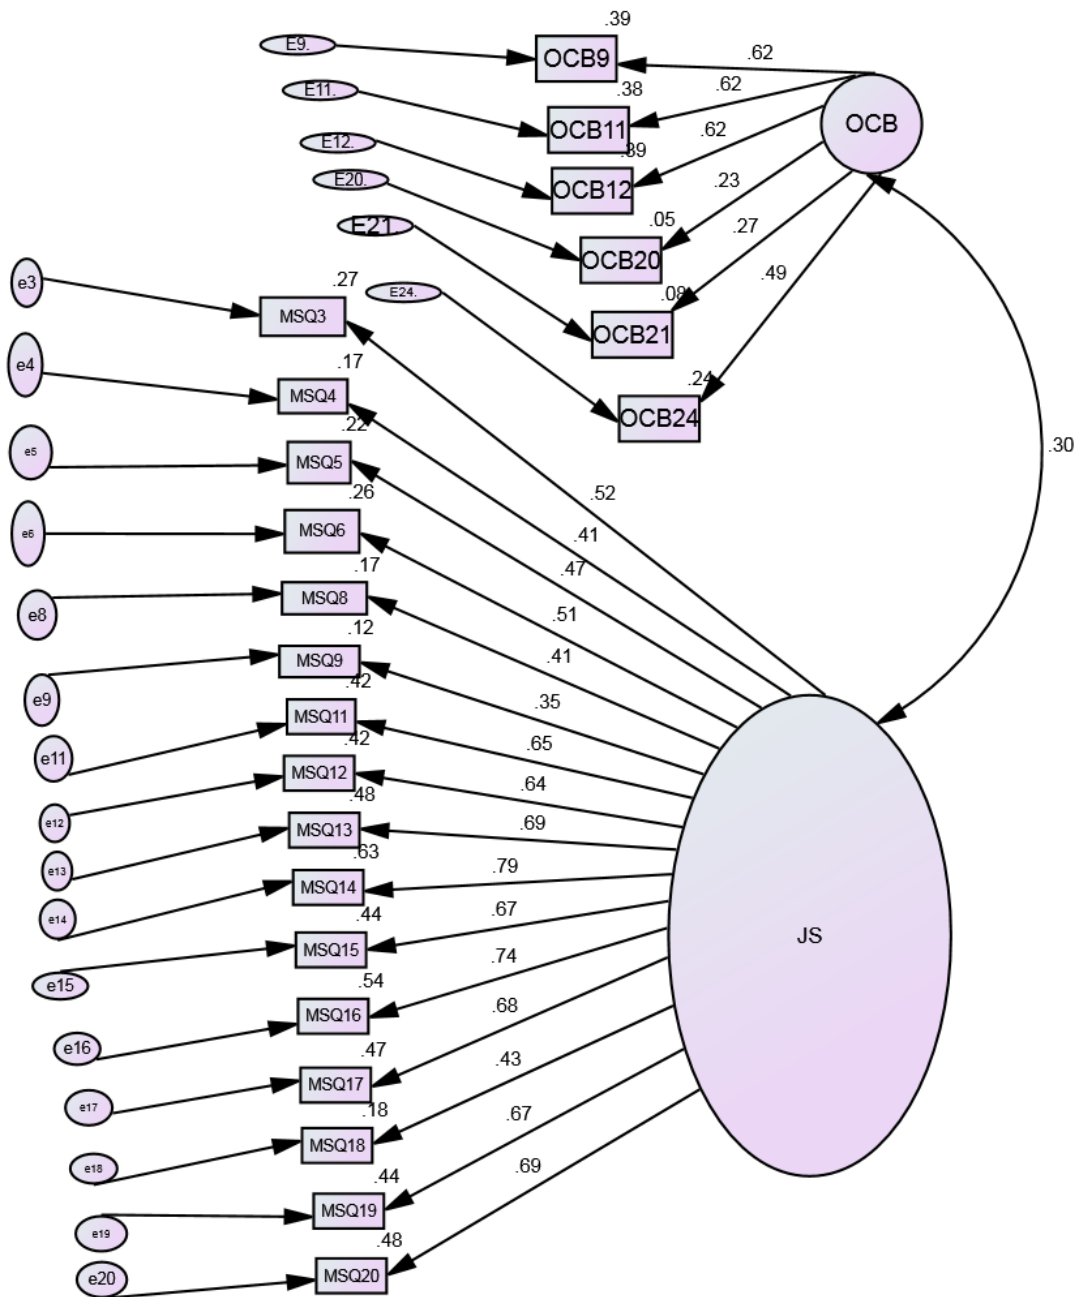 .39
E9.
OCB9
.62
.38
E11.
OCB11
.62
OCB
.39
E12.
OCB12
.62
E20.
.05
OCB20
.23
E21
.08
OCB21
.27
E24.
.24
OCB24
.49
.30
e3
.27
MSQ3
.52
e4
.17
MSQ4
.41
e5
.22
MSQ5
.47
e6
.26
MSQ6
.51
e8
.17
MSQ8
.41
e9
.12
MSQ9
.35
e11
.42
MSQ11
.65
e12
.42
MSQ12
.64
e13
.48
MSQ13
.69
e14
.63
MSQ14
.79
JS
e15
.44
MSQ15
.67
e16
.54
MSQ16
.74
e17
.47
MSQ17
.68
e18
.18
MSQ18
.43
e19
.44
MSQ19
.67
e20
.48
MSQ20
.69